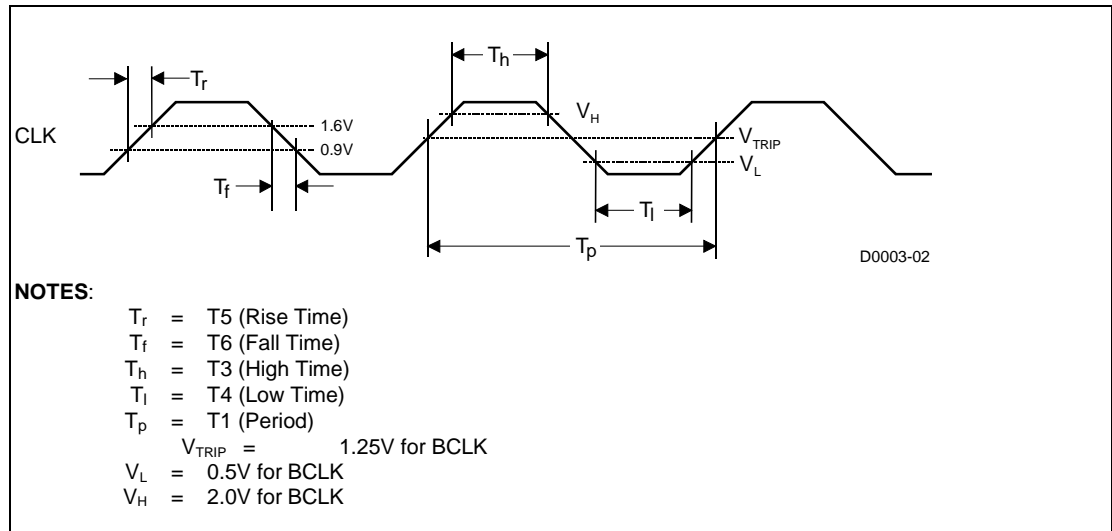 Th
Tr
CLK
1.6V
0.9V
VH
VTRIP
VL
Tf
Tl
Tp
D0003-02
NOTES:
Tr = T5 (Rise Time)
Tf = T6 (Fall Time)
Th = T3 (High Time)
Tl = T4 (Low Time)
Tp = T1 (Period)
VTRIP = 1.25V for BCLK
VL = 0.5V for BCLK
VH = 2.0V for BCLK